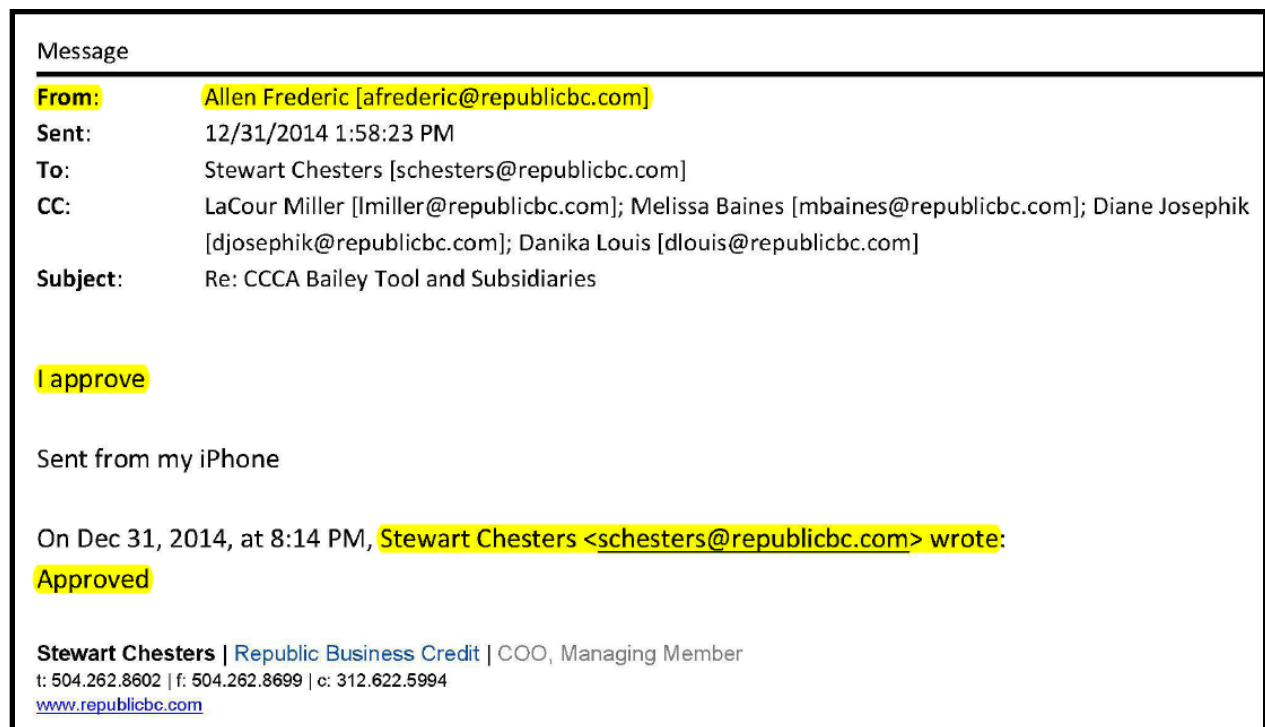 Message
From: Allen Frederic [afrederic@republicbc.com]
Sent: 12/31/2014 1:58:23 PM
To: Stewart Chesters [schesters@republicbc.com]
CC: LaCour Miller [lmiller@republicbc.com]; Melissa Baines [mbaines@republicbc.com]; Diane Josephik
[djosephik@republicbc.com]; Danika Louis [dlouis@republicbc.com]
Subject: Re: CCCA Bailey Tool and Subsidiaries
I approve
Sent from my iPhone
On Dec 31, 2014, at 8:14 PM, Stewart Chesters <schesters@republicbc.com> wrote:
Approved
Stewart Chesters | Republic Business Credit | COO, Managing Member
t: 504.262.8602 | f: 504.262.8699 | c: 312.622.5994
www.republicbc.com